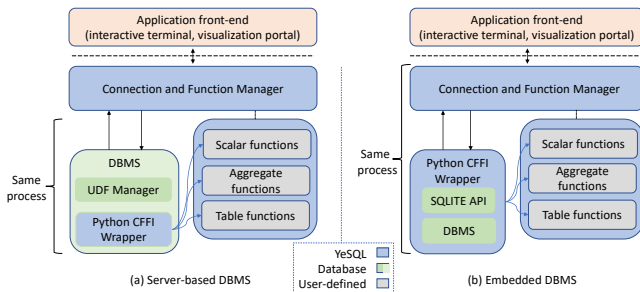 Application front-end
(interactive terminal, visualization portal)
Connection and Function Manager
Same
process
DBMS
UDF Manager
Python CFFI
Wrapper
Scalar functions
Aggregate
functions
Table functions
(a) Server-based DBMS
YeSQL
Database
User-defined
Application front-end
(interactive terminal, visualization portal)
Connection and Function Manager
Same
process
Python CFFI
Wrapper
SQLITE API
DBMS
Scalar functions
Aggregate
functions
Table functions
(b) Embedded DBMS